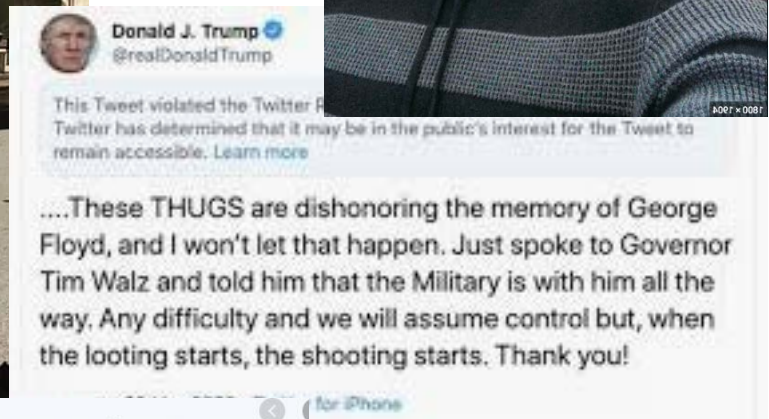 Donald J. Trump
@realDonaldTrump
This Tweet violated the Twitter
Twitter has determined that it may be in the public's interest for the Tweet to
remain accessible. Learn more
....These THUGS are dishonoring the memory of George
Floyd, and I won't let that happen. Just spoke to Governor
Tim Walz and told him that the Military is with him all the
way. Any difficulty and we will assume control but, when
the looting starts, the shooting starts. Thank you!
for iPhone
1800 × 1904